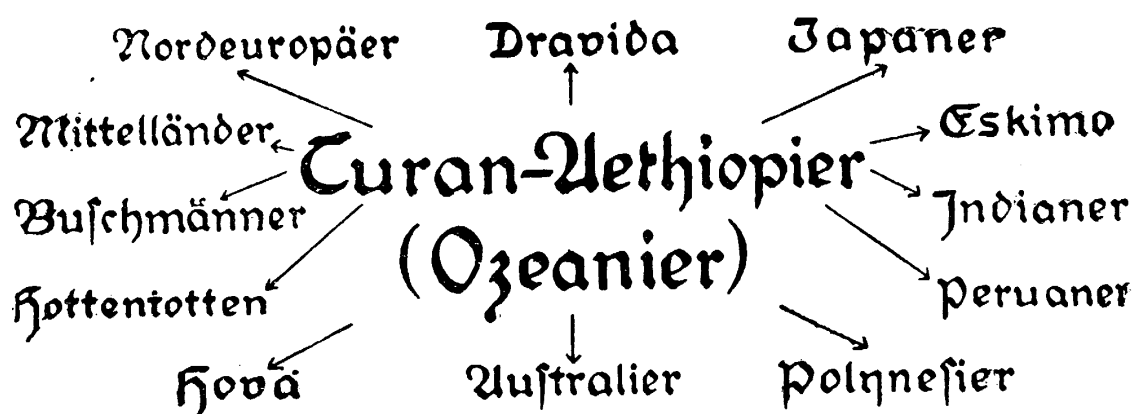 Nordeuropäer Dravida Japaner
Mittelländer Eskimo
Turan-Aethiopier
Buſchmänner Indianer
(Ozeanier)
Hottentotten Peruaner
Hova Auſtralier Polyneſier